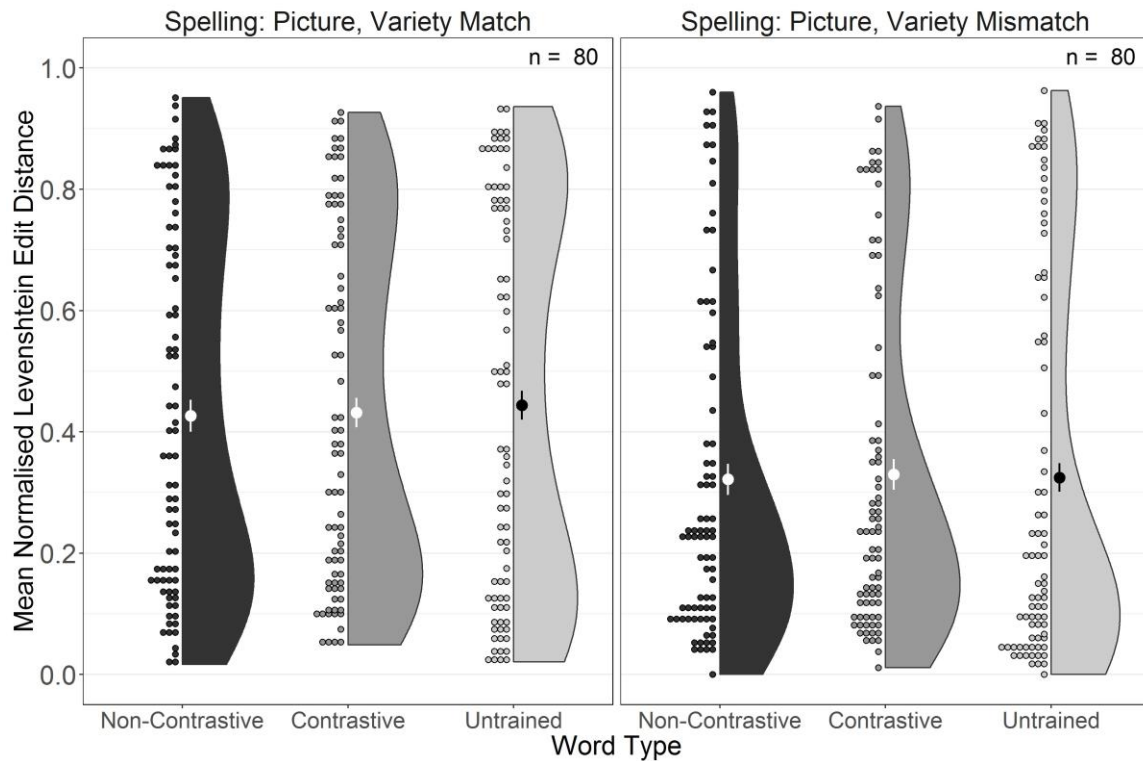 Spelling: Picture, Variety Match
Spelling: Picture, Variety Mismatch
n = 80
n = 80
Mean Normalised Levenshtein Edit Distance
1.0
0.8
0.6
0.4
0.2
0.0
Non-Contrastive
Contrastive
Untrained
Non-Contrastive
Contrastive
Untrained
Word Type